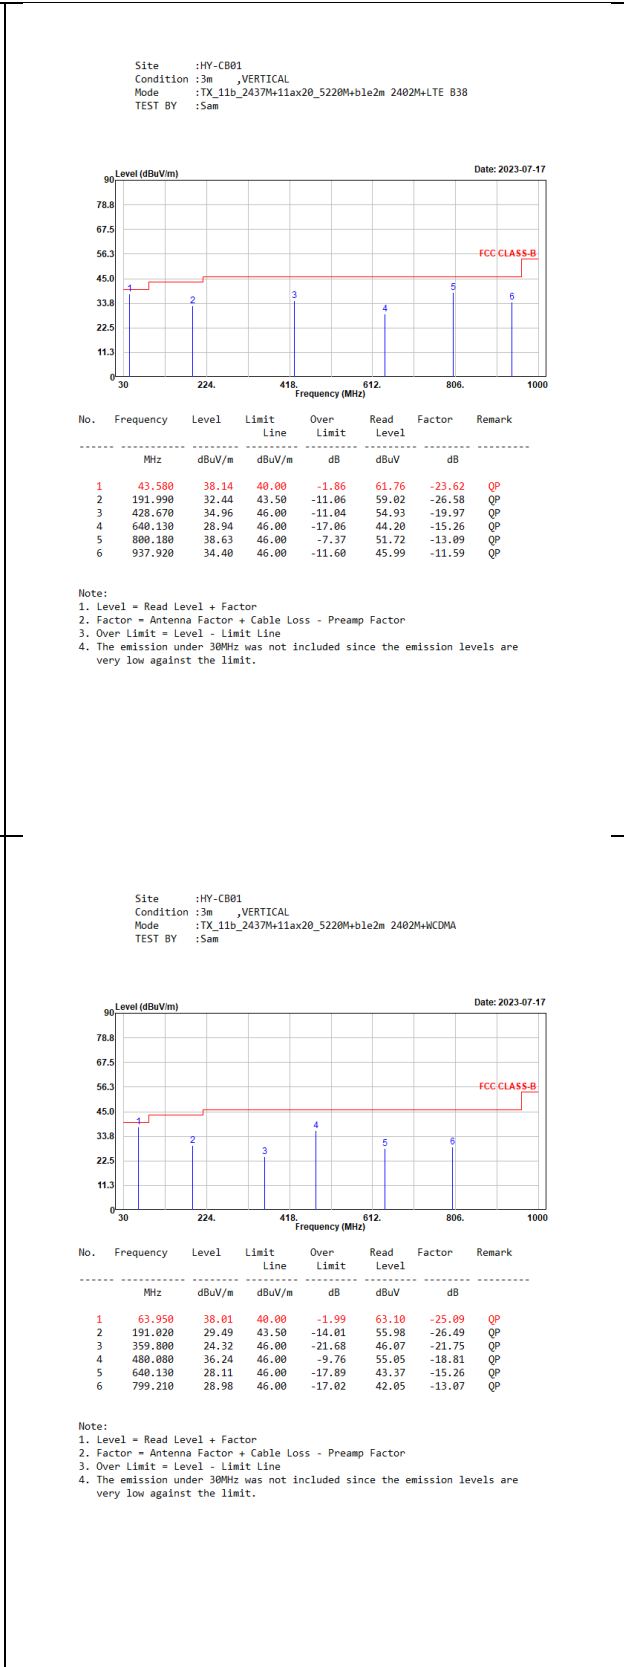 Site      :HY-CB01
Condition :3m    ,VERTICAL
Mode      :TX_11b_2437M+11ax20_5220M+ble2m 2402M+LTE B38
TEST BY   :Sam
Level (dBuV/m) Date: 2023-07-17
90
78.8
67.5
56.3 FCC CLASS-B
45.0
33.8
22.5
11.3
0
1 2 3 4 5 6
30 224. 418. 612. 806. 1000
Frequency (MHz)
No. Frequency Level Limit Over Read Factor Remark
Line Limit Level
------ ----------- -------- -------- --------- -------- -------- ---------
MHz dBuV/m dBuV/m dB dBuV dB
1 43.580 38.14 40.00 -1.86 61.76 -23.62 QP
2 191.990 32.44 43.50 -11.06 59.02 -26.58 QP
3 428.670 34.96 46.00 -11.04 54.93 -19.97 QP
4 640.130 28.94 46.00 -17.06 44.20 -15.26 QP
5 800.180 38.63 46.00 -7.37 51.72 -13.09 QP
6 937.920 34.40 46.00 -11.60 45.99 -11.59 QP
Note:
1. Level = Read Level + Factor
2. Factor = Antenna Factor + Cable Loss - Preamp Factor
3. Over Limit = Level - Limit Line
4. The emission under 30MHz was not included since the emission levels are
very low against the limit.
Site      :HY-CB01
Condition :3m    ,VERTICAL
Mode      :TX_11b_2437M+11ax20_5220M+ble2m 2402M+WCDMA
TEST BY   :Sam
Level (dBuV/m) Date: 2023-07-17
90
78.8
67.5
56.3 FCC CLASS-B
45.0
33.8
22.5
11.3
0
1 2 3 4 5 6
30 224. 418. 612. 806. 1000
Frequency (MHz)
No. Frequency Level Limit Over Read Factor Remark
Line Limit Level
------ ----------- -------- -------- --------- -------- -------- ---------
MHz dBuV/m dBuV/m dB dBuV dB
1 63.950 38.01 40.00 -1.99 63.10 -25.09 QP
2 191.020 29.49 43.50 -14.01 55.98 -26.49 QP
3 359.800 24.32 46.00 -21.68 46.07 -21.75 QP
4 480.080 36.24 46.00 -9.76 55.05 -18.81 QP
5 640.130 28.11 46.00 -17.89 43.37 -15.26 QP
6 799.210 28.98 46.00 -17.02 42.05 -13.07 QP
Note:
1. Level = Read Level + Factor
2. Factor = Antenna Factor + Cable Loss - Preamp Factor
3. Over Limit = Level - Limit Line
4. The emission under 30MHz was not included since the emission levels are
very low against the limit.